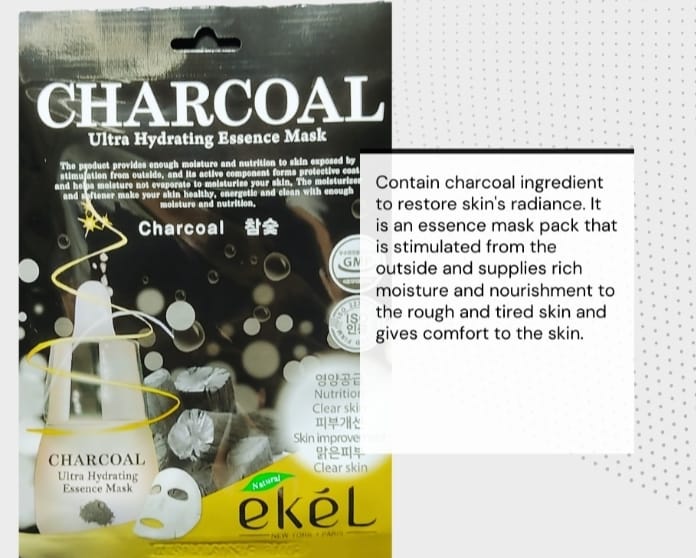 CHARCOAL
Ultra Hydrating Essence Mask
The product provides enough moisture and nutrition to skin exposed by
stimulation from outside, and its active component forms protective coat
and helps moisture not evaporate to moisturize your skin. The moisturizer
and softener make your skin healthy, energetic and clean with enough
moisture and nutrition.
Charcoal 참숯
GMP
ISO
인증
영양공급
Nutrition
Clear skin
피부개선
Skin improvement
맑은피부
Clear skin
CHARCOAL
Ultra Hydrating
Essence Mask
Natural
ekéL
NEW YORK • PARIS
Contain charcoal ingredient
to restore skin's radiance. It
is an essence mask pack that
is stimulated from the
outside and supplies rich
moisture and nourishment to
the rough and tired skin and
gives comfort to the skin.